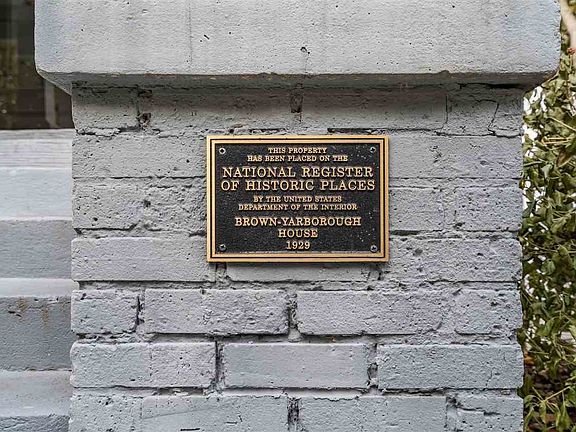 THIS PROPERTY
HAS BEEN PLACED ON THE
NATIONAL REGISTER
OF HISTORIC PLACES
BY THE UNITED STATES
DEPARTMENT OF THE INTERIOR
BROWN-YARBOROUGH
HOUSE
1929